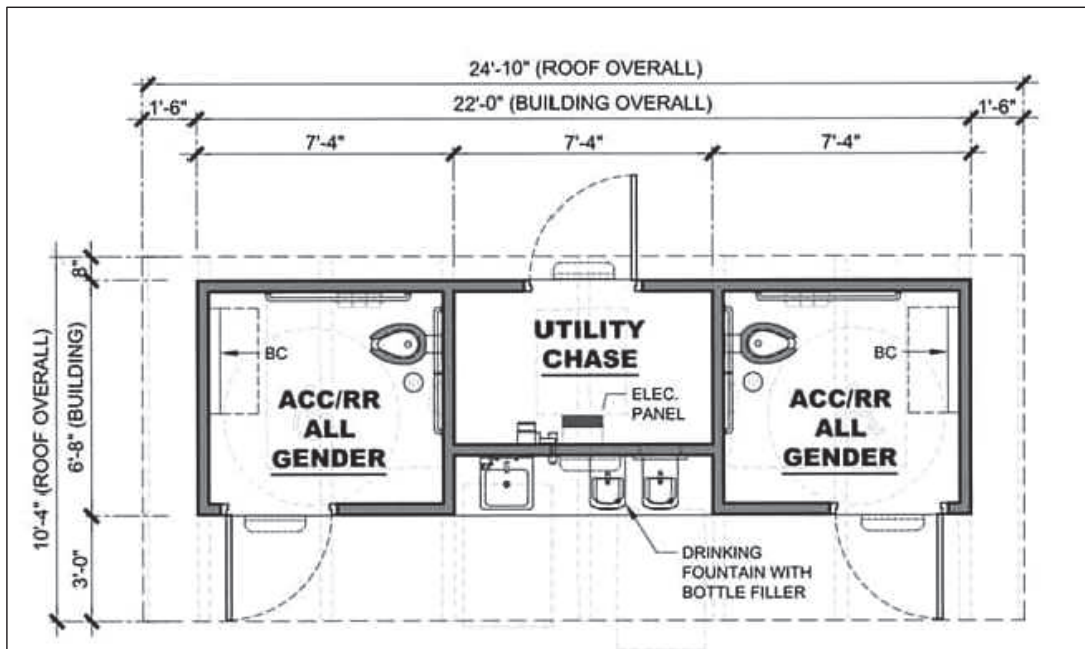 24'-10" (ROOF OVERALL)
1'-6"
22'-0" (BUILDING OVERALL)
1'-6"
7'-4"
7'-4"
7'-4"
10'-4" (ROOF OVERALL)
8"
6'-8" (BUILDING)
3'-0"
BC
ACC/RR
ALL
GENDER
UTILITY
CHASE
ELEC.
PANEL
BC
ACC/RR
ALL
GENDER
DRINKING
FOUNTAIN WITH
BOTTLE FILLER